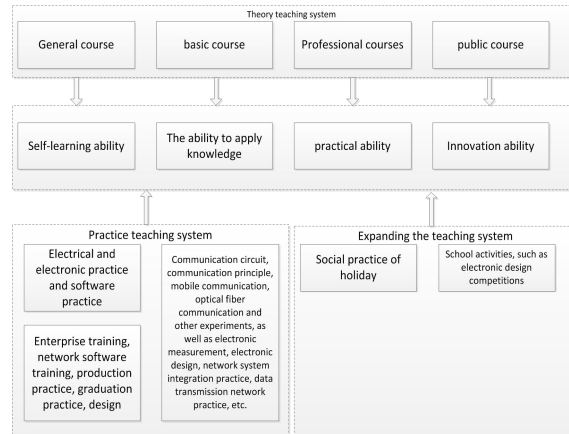 Theory teaching system
General course
basic course
Professional courses
public course
Self-learning ability
The ability to apply
knowledge
practical ability
Innovation ability
Practice teaching system
Electrical and
electronic practice
and software
practice
Enterprise training,
network software
training, production
practice, graduation
practice, design
Communication circuit,
communication principle,
mobile communication,
optical fiber
communication and
other experiments, as
well as electronic
measurement, electronic
design, network system
integration practice, data
transmission network
practice, etc.
Expanding the teaching system
Social practice of
holiday
School activities, such as
electronic design
competitions